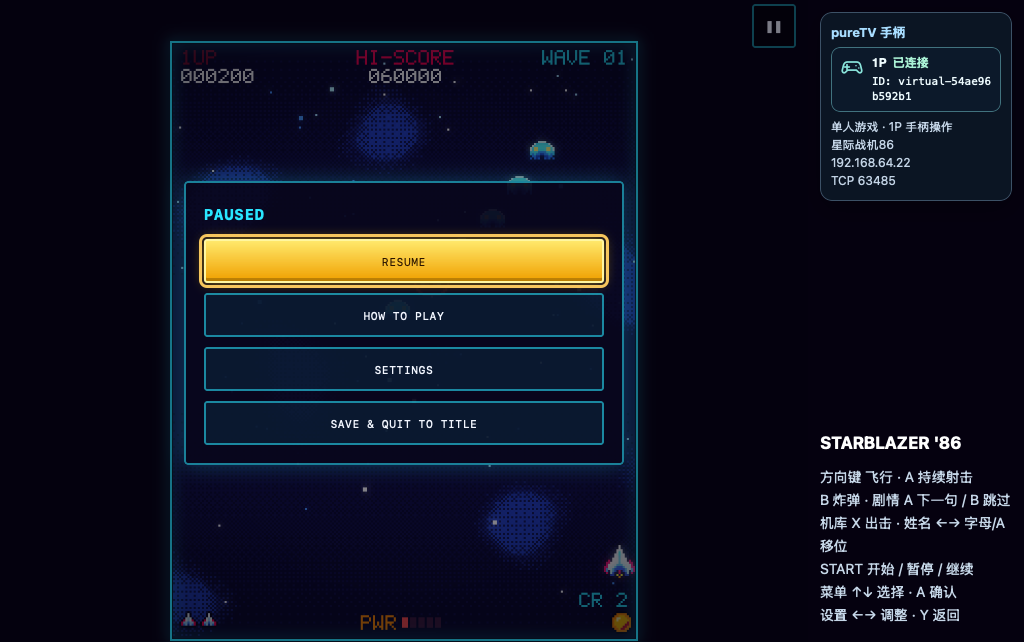 1UP
HI-SCORE
WAVE 01
000200
060000
PAUSED
RESUME
HOW TO PLAY
SETTINGS
SAVE & QUIT TO TITLE
CR 2
PWR
pureTV 手柄
1P 已连接
ID: virtual-54ae96
b592b1
单人游戏 · 1P 手柄操作
星际战机86
192.168.64.22
TCP 63485
STARBLAZER '86
方向键 飞行 · A 持续射击
B 炸弹 · 剧情 A 下一句 / B 跳过
机库 X 出击 · 姓名 ←→ 字母/A
移位
START 开始 / 暂停 / 继续
菜单 ↑↓ 选择 · A 确认
设置 ←→ 调整 · Y 返回